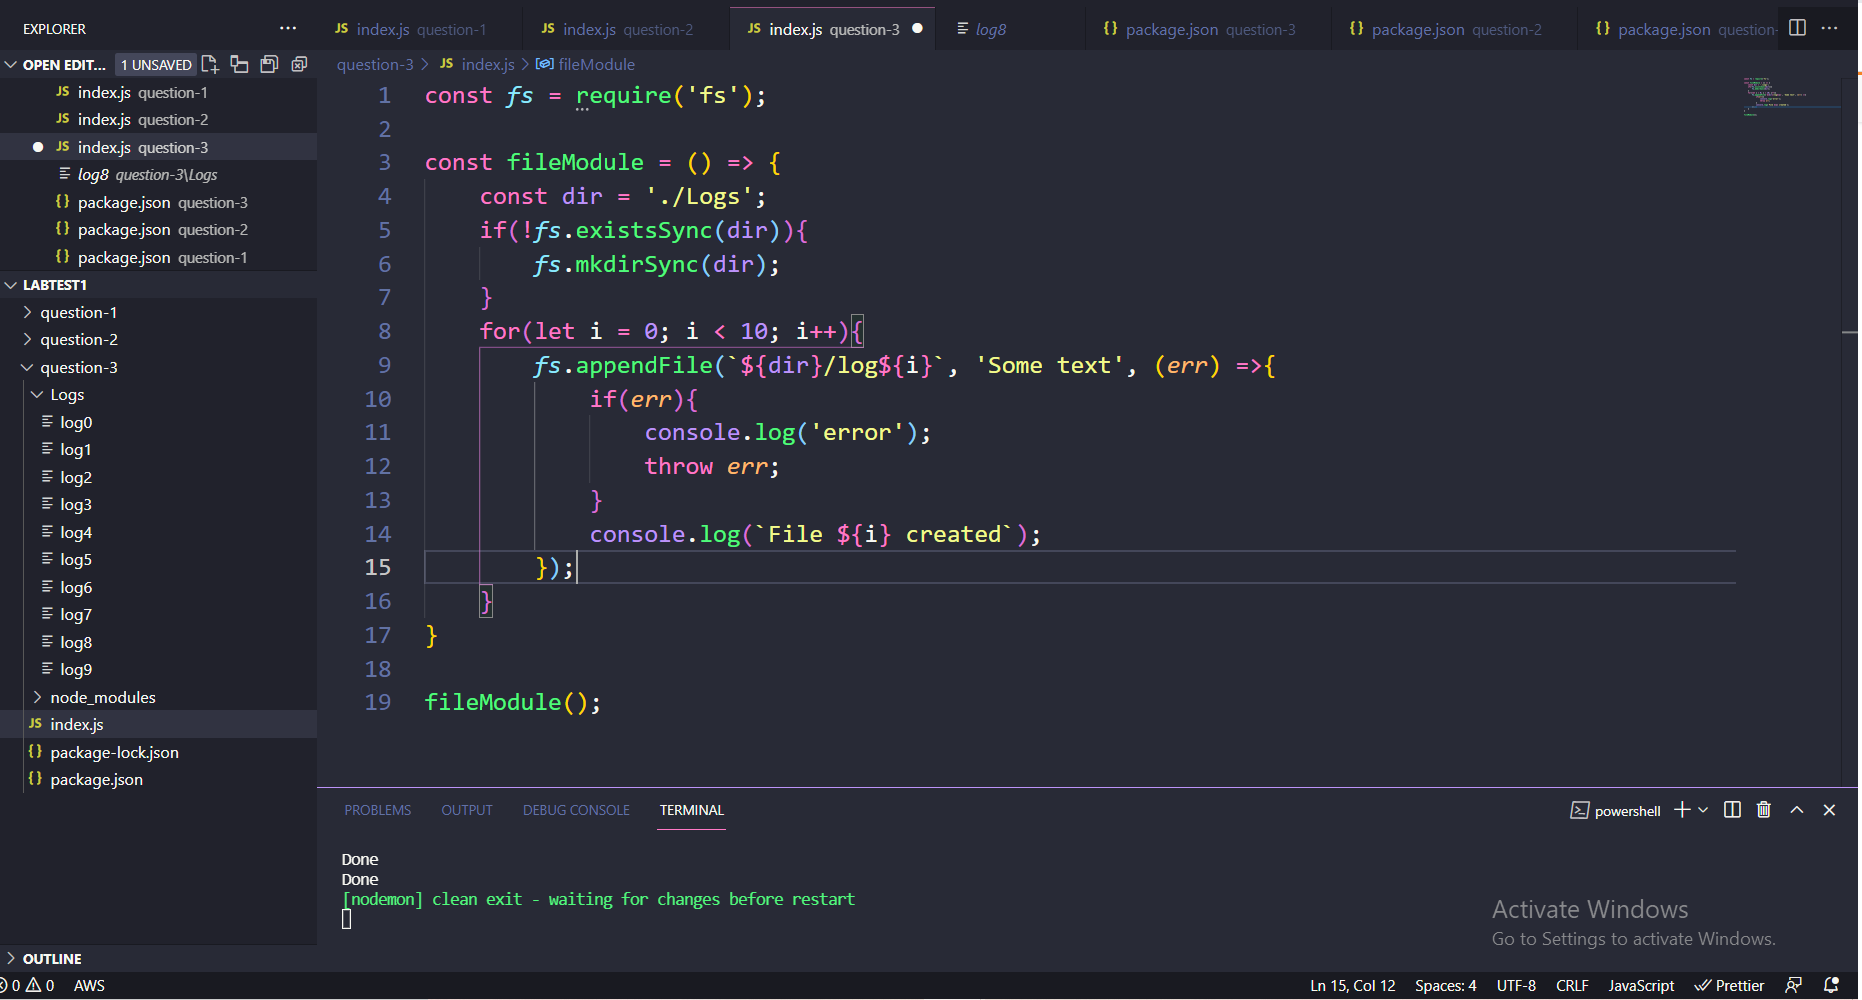 EXPLORER
OPEN EDIT... 1 UNSAVED
JS index.js question-1
JS index.js question-2
JS index.js question-3
log8 question-3\Logs
{} package.json question-3
{} package.json question-2
{} package.json question-1
LABTEST1
question-1
question-2
question-3
Logs
log0
log1
log2
log3
log4
log5
log6
log7
log8
log9
node_modules
JS index.js
{} package-lock.json
{} package.json
OUTLINE
JS index.js question-1
JS index.js question-2
JS index.js question-3
log8
{} package.json question-3
{} package.json question-2
{} package.json question-
question-3 > JS index.js > fileModule
1 const fs = require('fs');
2
3 const fileModule = () => {
4 const dir = './Logs';
5 if(!fs.existsSync(dir)){
6 fs.mkdirSync(dir);
7 }
8 for(let i = 0; i < 10; i++){
9 fs.appendFile(`${dir}/log${i}`, 'Some text', (err) =>{
10 if(err){
11 console.log('error');
12 throw err;
13 }
14 console.log(`File ${i} created`);
15 });
16 }
17 }
18
19 fileModule();
PROBLEMS OUTPUT DEBUG CONSOLE TERMINAL
powershell
Done
Done
[nodemon] clean exit - waiting for changes before restart
Activate Windows
Go to Settings to activate Windows.
0 0 AWS
Ln 15, Col 12 Spaces: 4 UTF-8 CRLF JavaScript Prettier